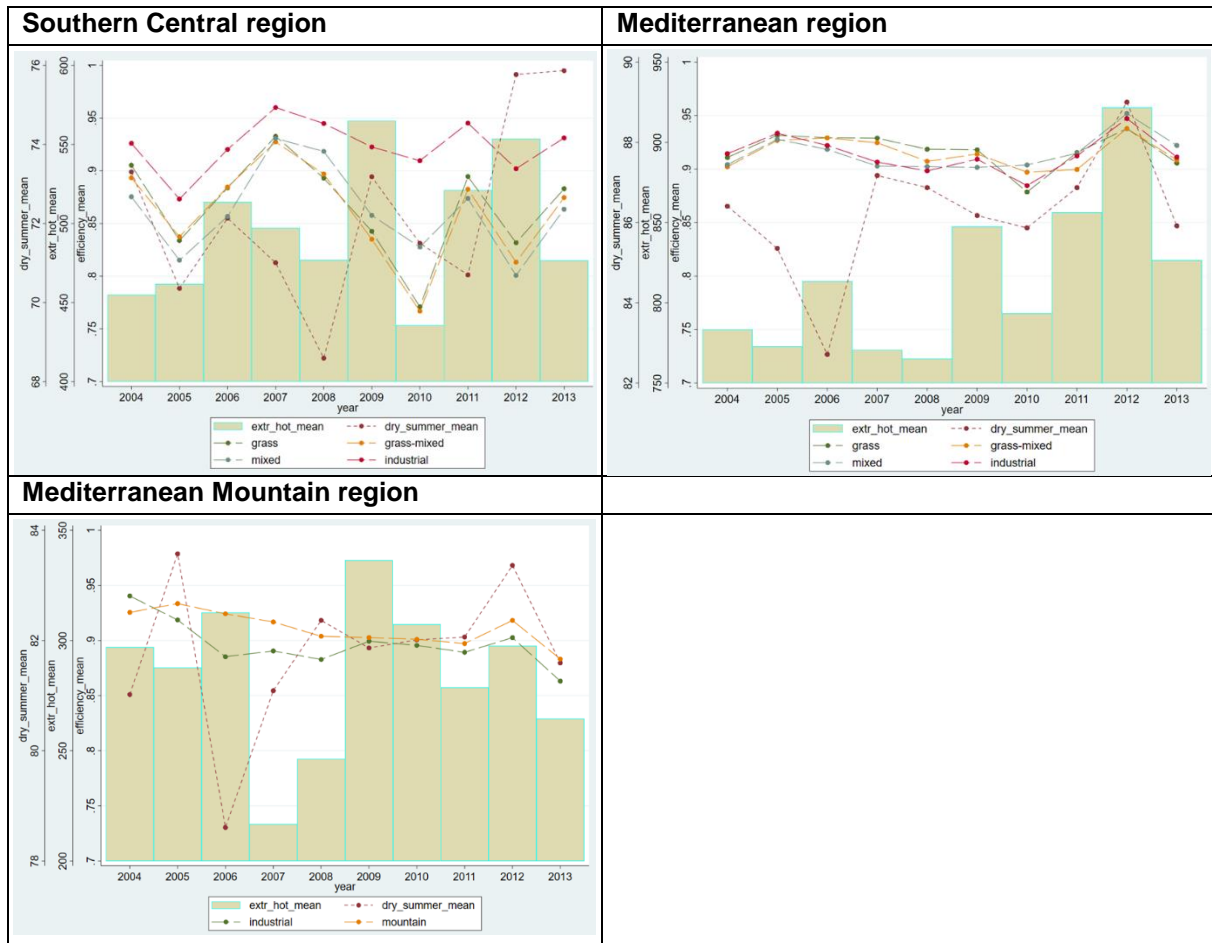 Southern Central region
Mediterranean region
dry_summer_mean
68 70 72 74 76
extr_hot_mean
400 450 500 550 600
efficiency_mean
.7 .75 .8 .85 .9 .95 1
2004 2005 2006 2007 2008 2009 2010 2011 2012 2013
year
extr_hot_mean dry_summer_mean
grass grass-mixed
mixed industrial
dry_summer_mean
82 84 86 88 90
extr_hot_mean
750 800 850 900 950
efficiency_mean
.7 .75 .8 .85 .9 .95 1
2004 2005 2006 2007 2008 2009 2010 2011 2012 2013
year
extr_hot_mean dry_summer_mean
grass grass-mixed
mixed industrial
Mediterranean Mountain region
dry_summer_mean
78 80 82 84
extr_hot_mean
200 250 300 350
efficiency_mean
.7 .75 .8 .85 .9 .95 1
2004 2005 2006 2007 2008 2009 2010 2011 2012 2013
year
extr_hot_mean dry_summer_mean
industrial mountain